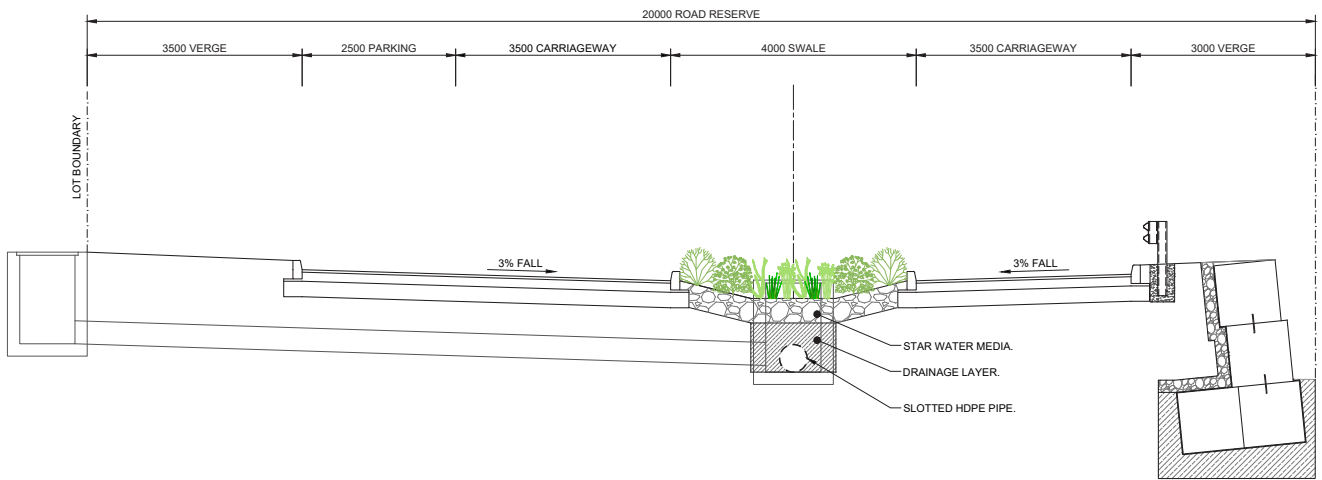 20000 ROAD RESERVE
3500 VERGE
2500 PARKING
3500 CARRIAGEWAY
4000 SWALE
3500 CARRIAGEWAY
3000 VERGE
LOT BOUNDARY
3% FALL
3% FALL
STAR WATER MEDIA.
DRAINAGE LAYER.
SLOTTED HDPE PIPE.